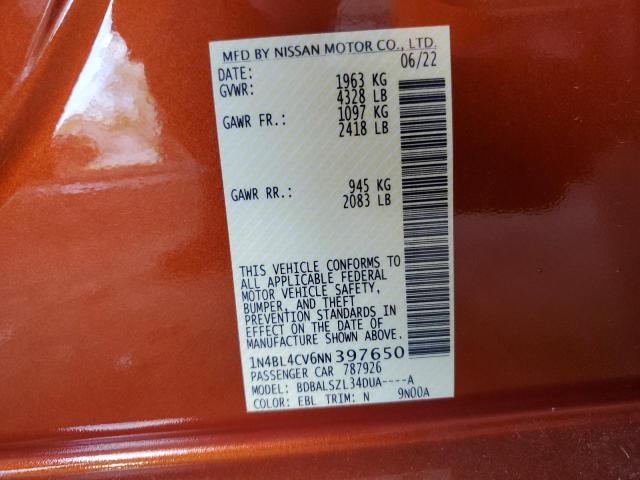 MFD BY NISSAN MOTOR CO., LTD.
DATE: 06/22
GVWR: 1963 KG
4328 LB
GAWR FR.: 1097 KG
2418 LB
GAWR RR.: 945 KG
2083 LB
THIS VEHICLE CONFORMS TO
ALL APPLICABLE FEDERAL
MOTOR VEHICLE SAFETY,
BUMPER, AND THEFT
PREVENTION STANDARDS IN
EFFECT ON THE DATE OF
MANUFACTURE SHOWN ABOVE.
1N4BL4CV6NN397650
PASSENGER CAR 787926
MODEL: BDBALSZL34DUA----A
COLOR: EBL TRIM: N 9N00A